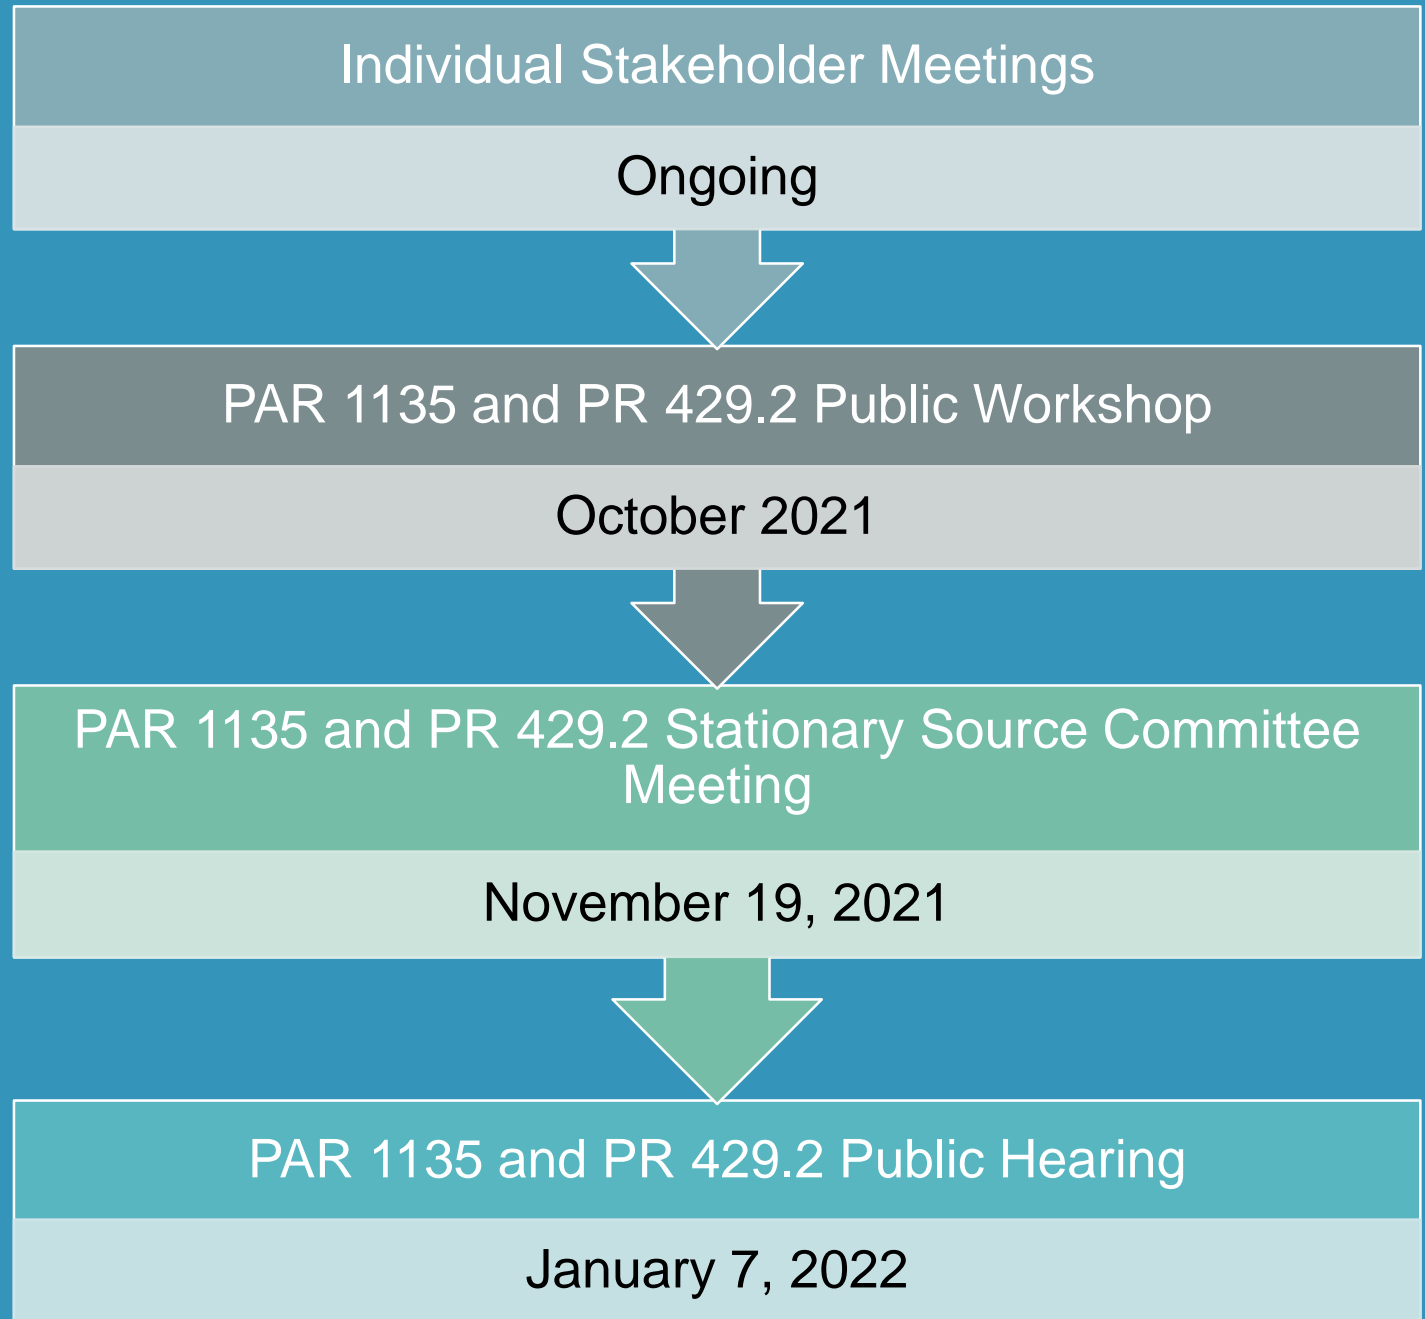 Individual Stakeholder Meetings
Ongoing
PAR 1135 and PR 429.2 Public Workshop
October 2021
PAR 1135 and PR 429.2 Stationary Source Committee
Meeting
November 19, 2021
PAR 1135 and PR 429.2 Public Hearing
January 7, 2022